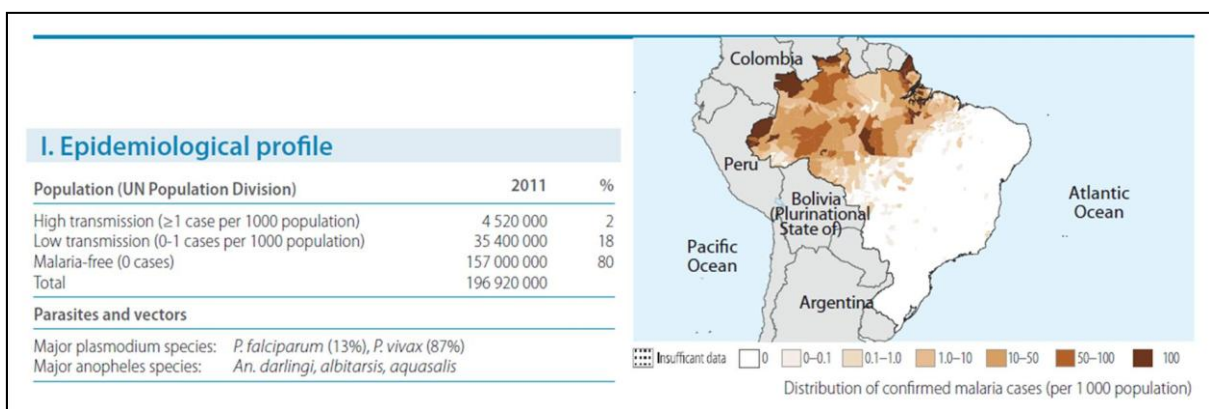 I. Epidemiological profile
Population (UN Population Division) 2011 %
High transmission (≥1 case per 1000 population) 4 520 000 2
Low transmission (0-1 cases per 1000 population) 35 400 000 18
Malaria-free (0 cases) 157 000 000 80
Total 196 920 000
Parasites and vectors
Major plasmodium species: P. falciparum (13%), P. vivax (87%)
Major anopheles species: An. darlingi, albitarsis, aquasalis
Colombia
Peru
Bolivia
(Plurinational
State of)
Atlantic
Ocean
Pacific
Ocean
Argentina
Insufficient data 0 0–0.1 0.1–1.0 1.0–10 10–50 50–100 100
Distribution of confirmed malaria cases (per 1 000 population)